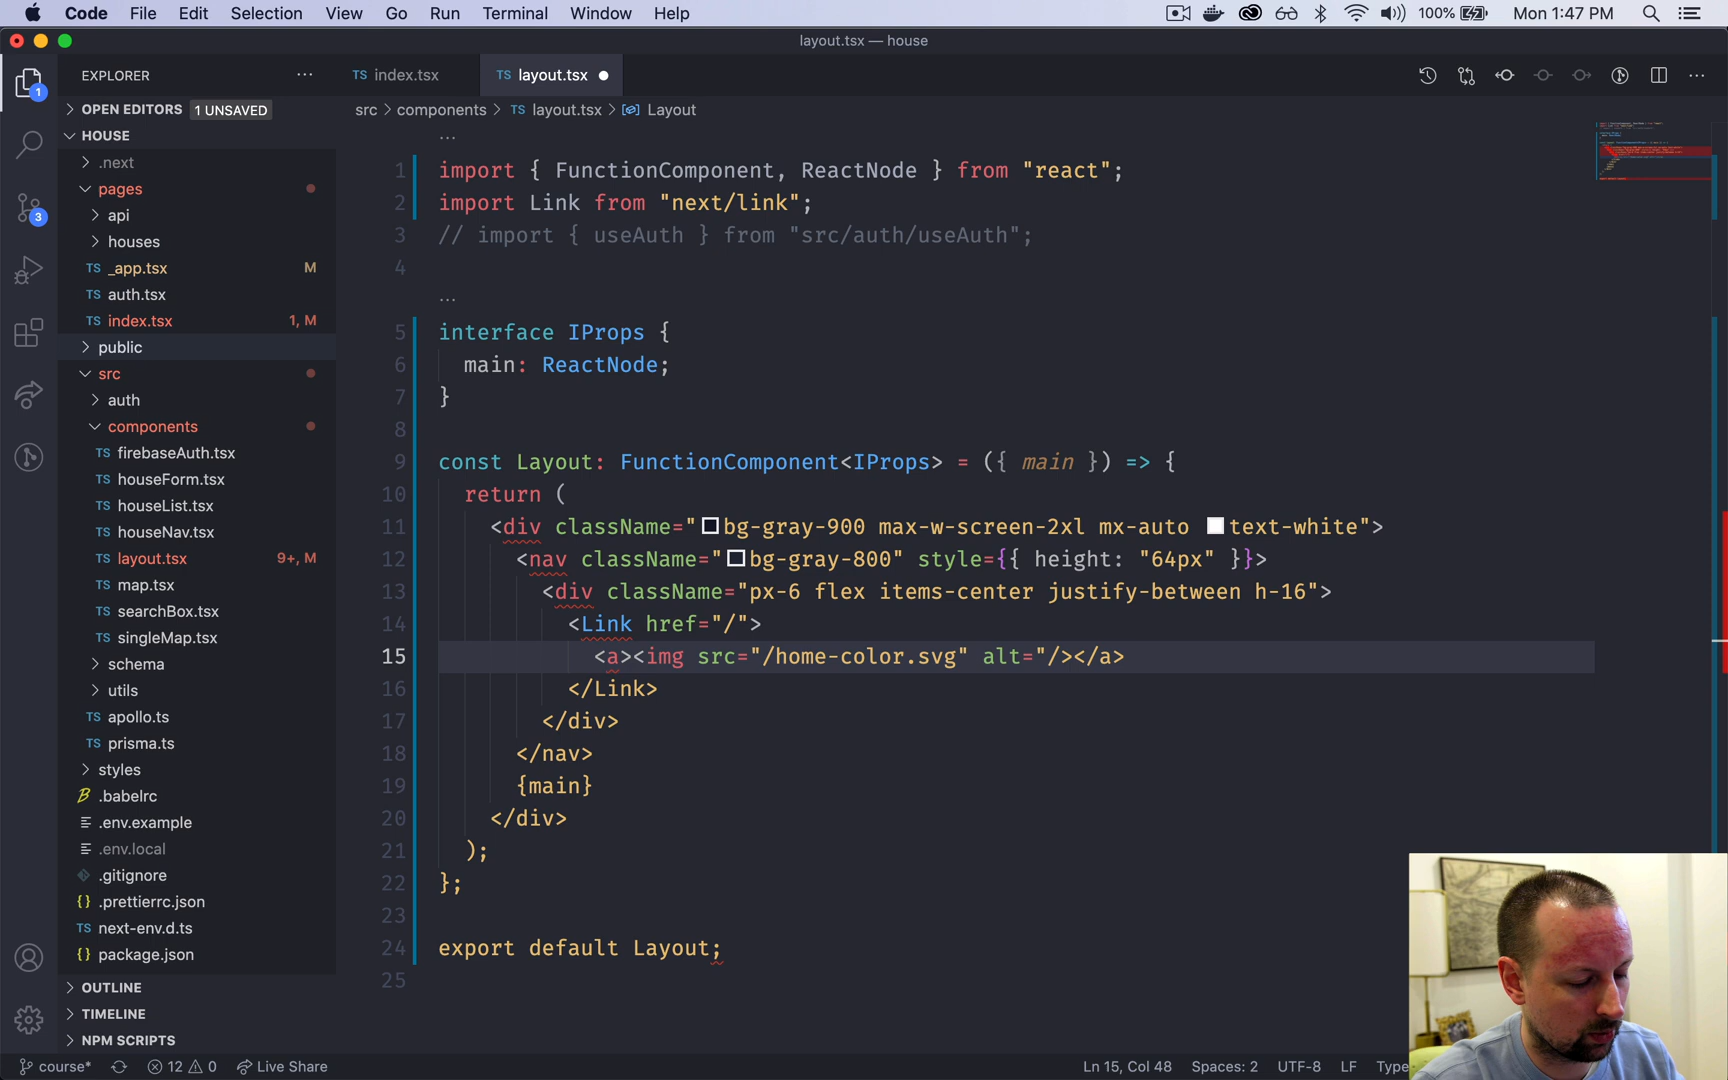 Code File Edit Selection View Go Run Terminal Window Help 100% Mon 1:47 PM
layout.tsx — house
EXPLORER ...
TS index.tsx TS layout.tsx
OPEN EDITORS 1 UNSAVED
src > components > TS layout.tsx > Layout
HOUSE
.next
pages
api
houses
TS _app.tsx M
TS auth.tsx
TS index.tsx 1, M
public
src
auth
components
TS firebaseAuth.tsx
TS houseForm.tsx
TS houseList.tsx
TS houseNav.tsx
TS layout.tsx 9+, M
TS map.tsx
TS searchBox.tsx
TS singleMap.tsx
schema
utils
TS apollo.ts
TS prisma.ts
styles
.babelrc
.env.example
.env.local
.gitignore
{} .prettierrc.json
TS next-env.d.ts
{} package.json
OUTLINE
TIMELINE
NPM SCRIPTS
1
3
...
1 import { FunctionComponent, ReactNode } from "react";
2 import Link from "next/link";
3 // import { useAuth } from "src/auth/useAuth";
4
...
5 interface IProps {
6 main: ReactNode;
7 }
8
9 const Layout: FunctionComponent<IProps> = ({ main }) => {
10 return (
11 <div className="bg-gray-900 max-w-screen-2xl mx-auto text-white">
12 <nav className="bg-gray-800" style={{ height: "64px" }}>
13 <div className="px-6 flex items-center justify-between h-16">
14 <Link href="/">
15 <a><img src="/home-color.svg" alt="/></a>
16 </Link>
17 </div>
18 </nav>
19 {main}
20 </div>
21 );
22 };
23
24 export default Layout;
25
course* 12 0 Live Share Ln 15, Col 48 Spaces: 2 UTF-8 LF Type